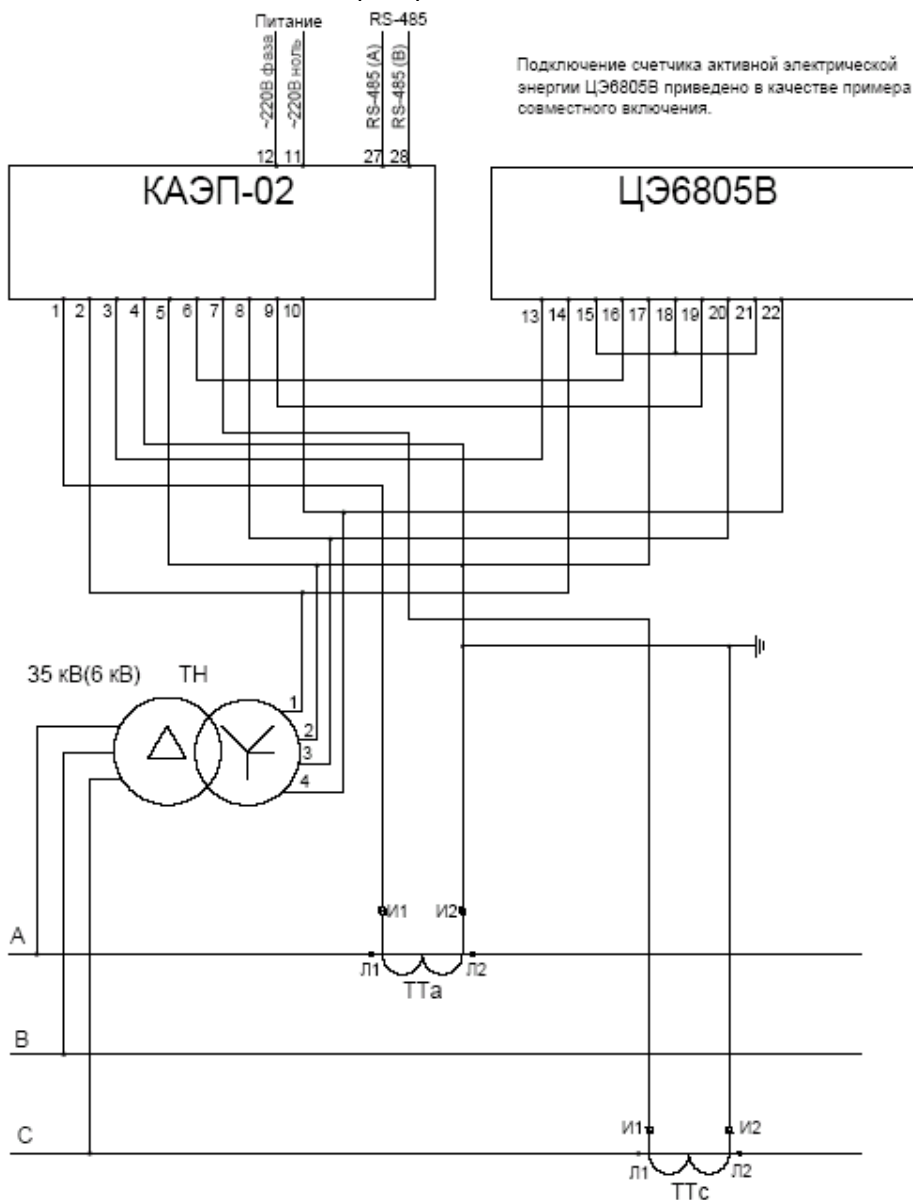 Питание RS-485
~220В фаза
~220В ноль
RS-485 (A)
RS-485 (B)
Подключение счетчика активной электрической
энергии ЦЭ6805В приведено в качестве примера
совместного включения.
12 11 27 28
КАЭП-02 ЦЭ6805В
1 2 3 4 5 6 7 8 9 10 13 14 15 16 17 18 19 20 21 22
35 кВ(6 кВ) ТН
1
2
3
4
И1 И2
A
Л1 Л2
ТТа
B
И1 И2
C
Л1 Л2
ТТс